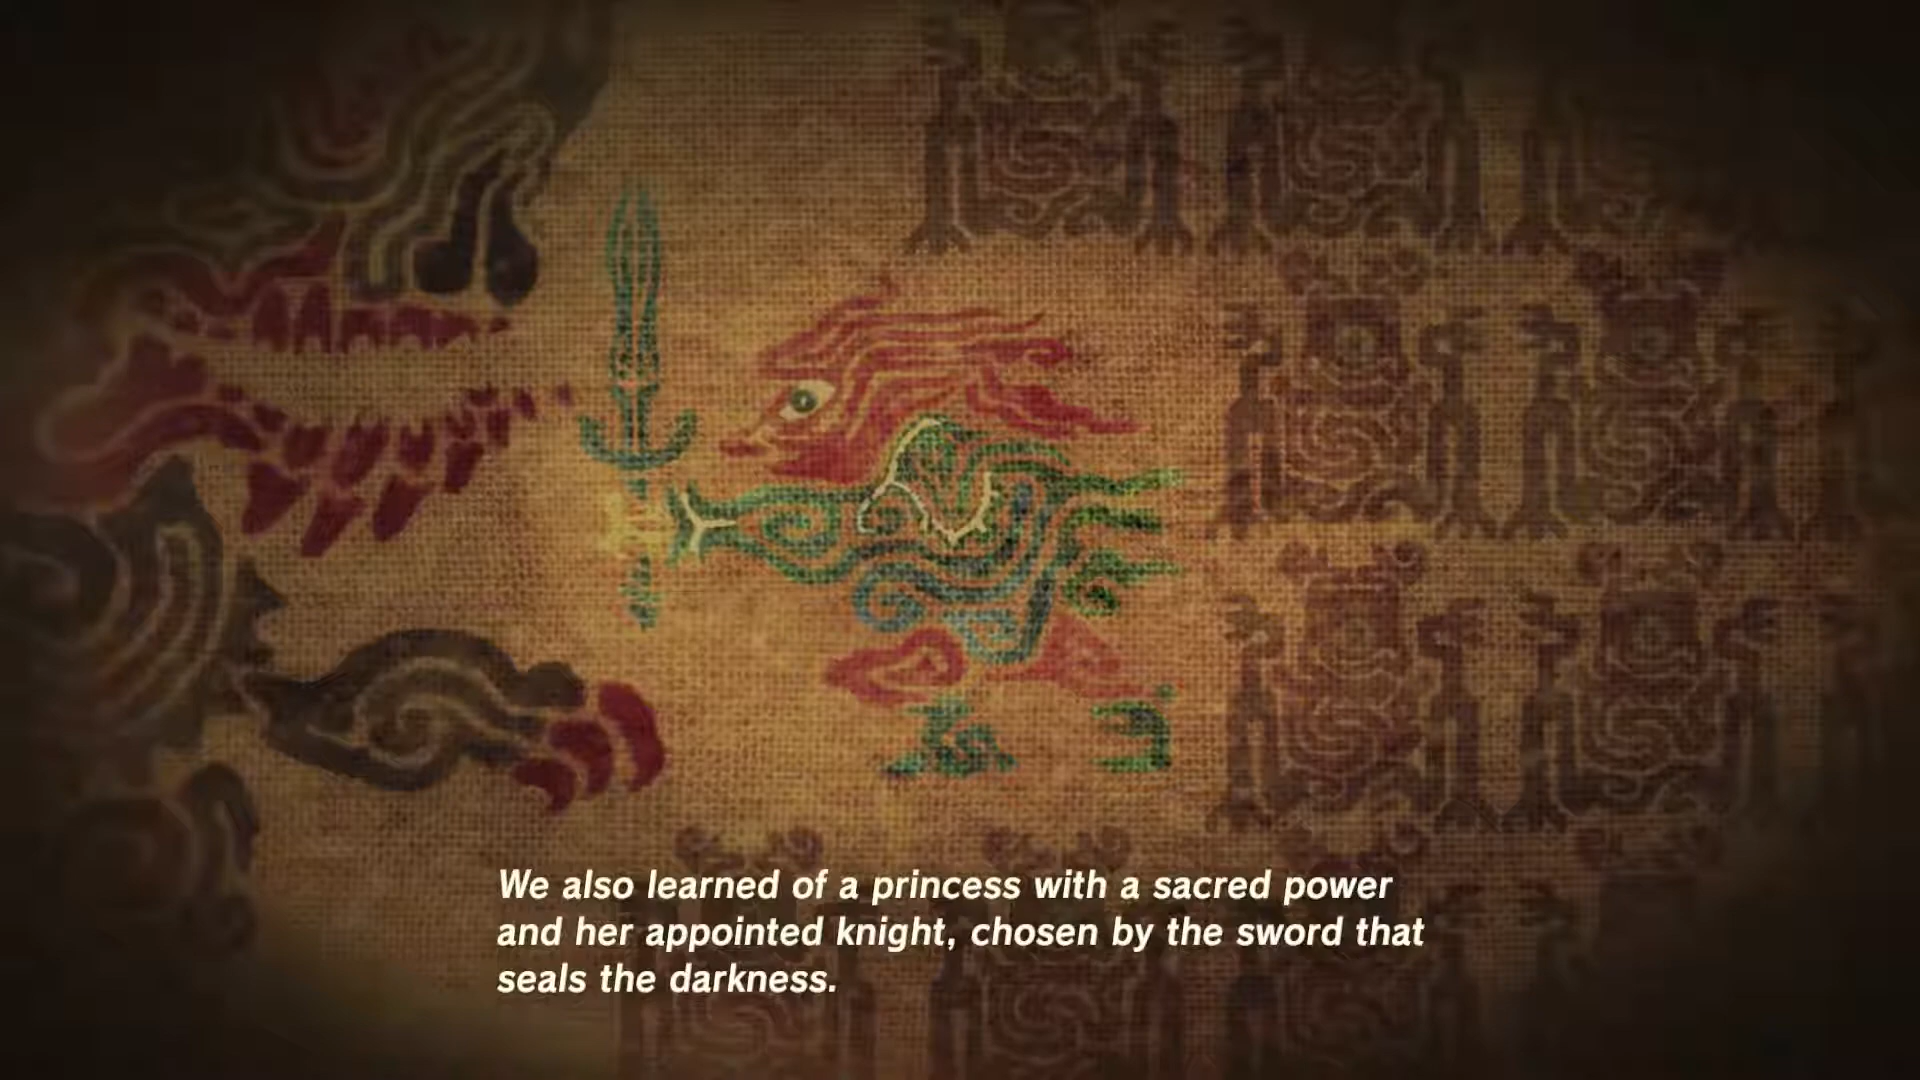 We also learned of a princess with a sacred power
and her appointed knight, chosen by the sword that
seals the darkness.